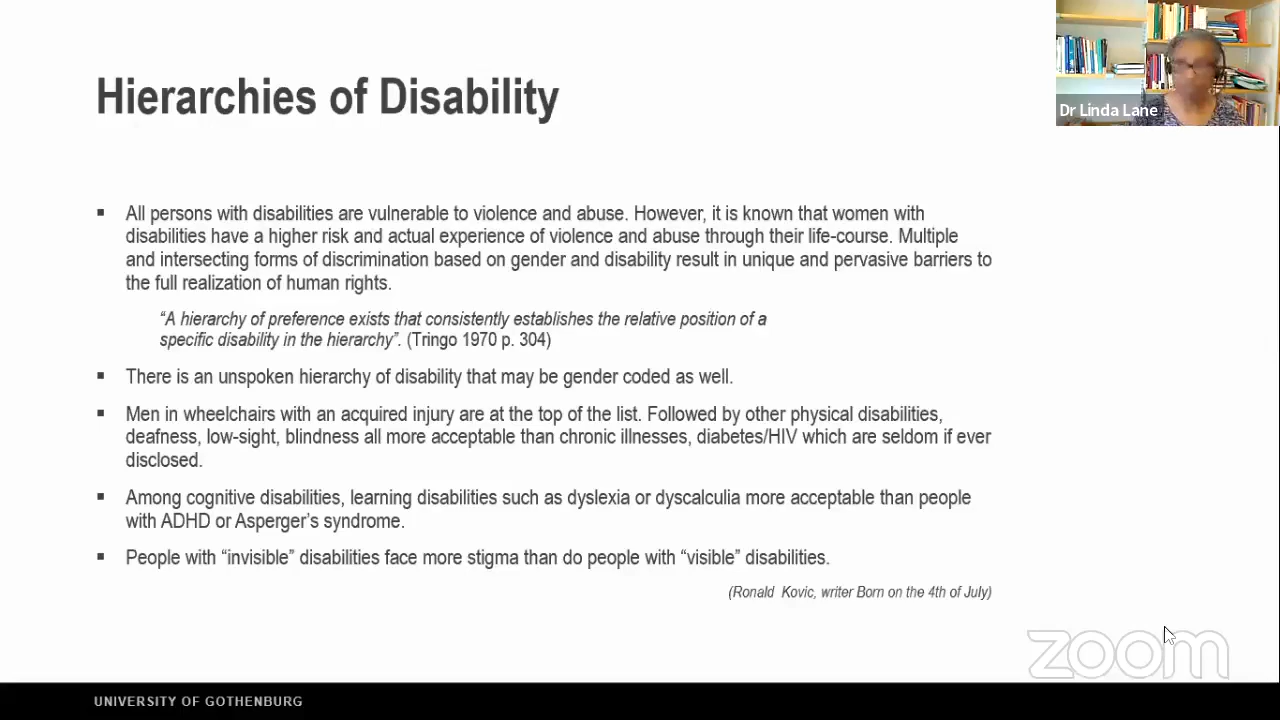 Dr Linda Lane
Hierarchies of Disability
▪ All persons with disabilities are vulnerable to violence and abuse. However, it is known that women with
disabilities have a higher risk and actual experience of violence and abuse through their life-course. Multiple
and intersecting forms of discrimination based on gender and disability result in unique and pervasive barriers to
the full realization of human rights.
“A hierarchy of preference exists that consistently establishes the relative position of a
specific disability in the hierarchy”. (Tringo 1970 p. 304)
▪ There is an unspoken hierarchy of disability that may be gender coded as well.
▪ Men in wheelchairs with an acquired injury are at the top of the list. Followed by other physical disabilities,
deafness, low-sight, blindness all more acceptable than chronic illnesses, diabetes/HIV which are seldom if ever
disclosed.
▪ Among cognitive disabilities, learning disabilities such as dyslexia or dyscalculia more acceptable than people
with ADHD or Asperger’s syndrome.
▪ People with “invisible” disabilities face more stigma than do people with “visible” disabilities.
(Ronald Kovic, writer Born on the 4th of July)
zoom
UNIVERSITY OF GOTHENBURG